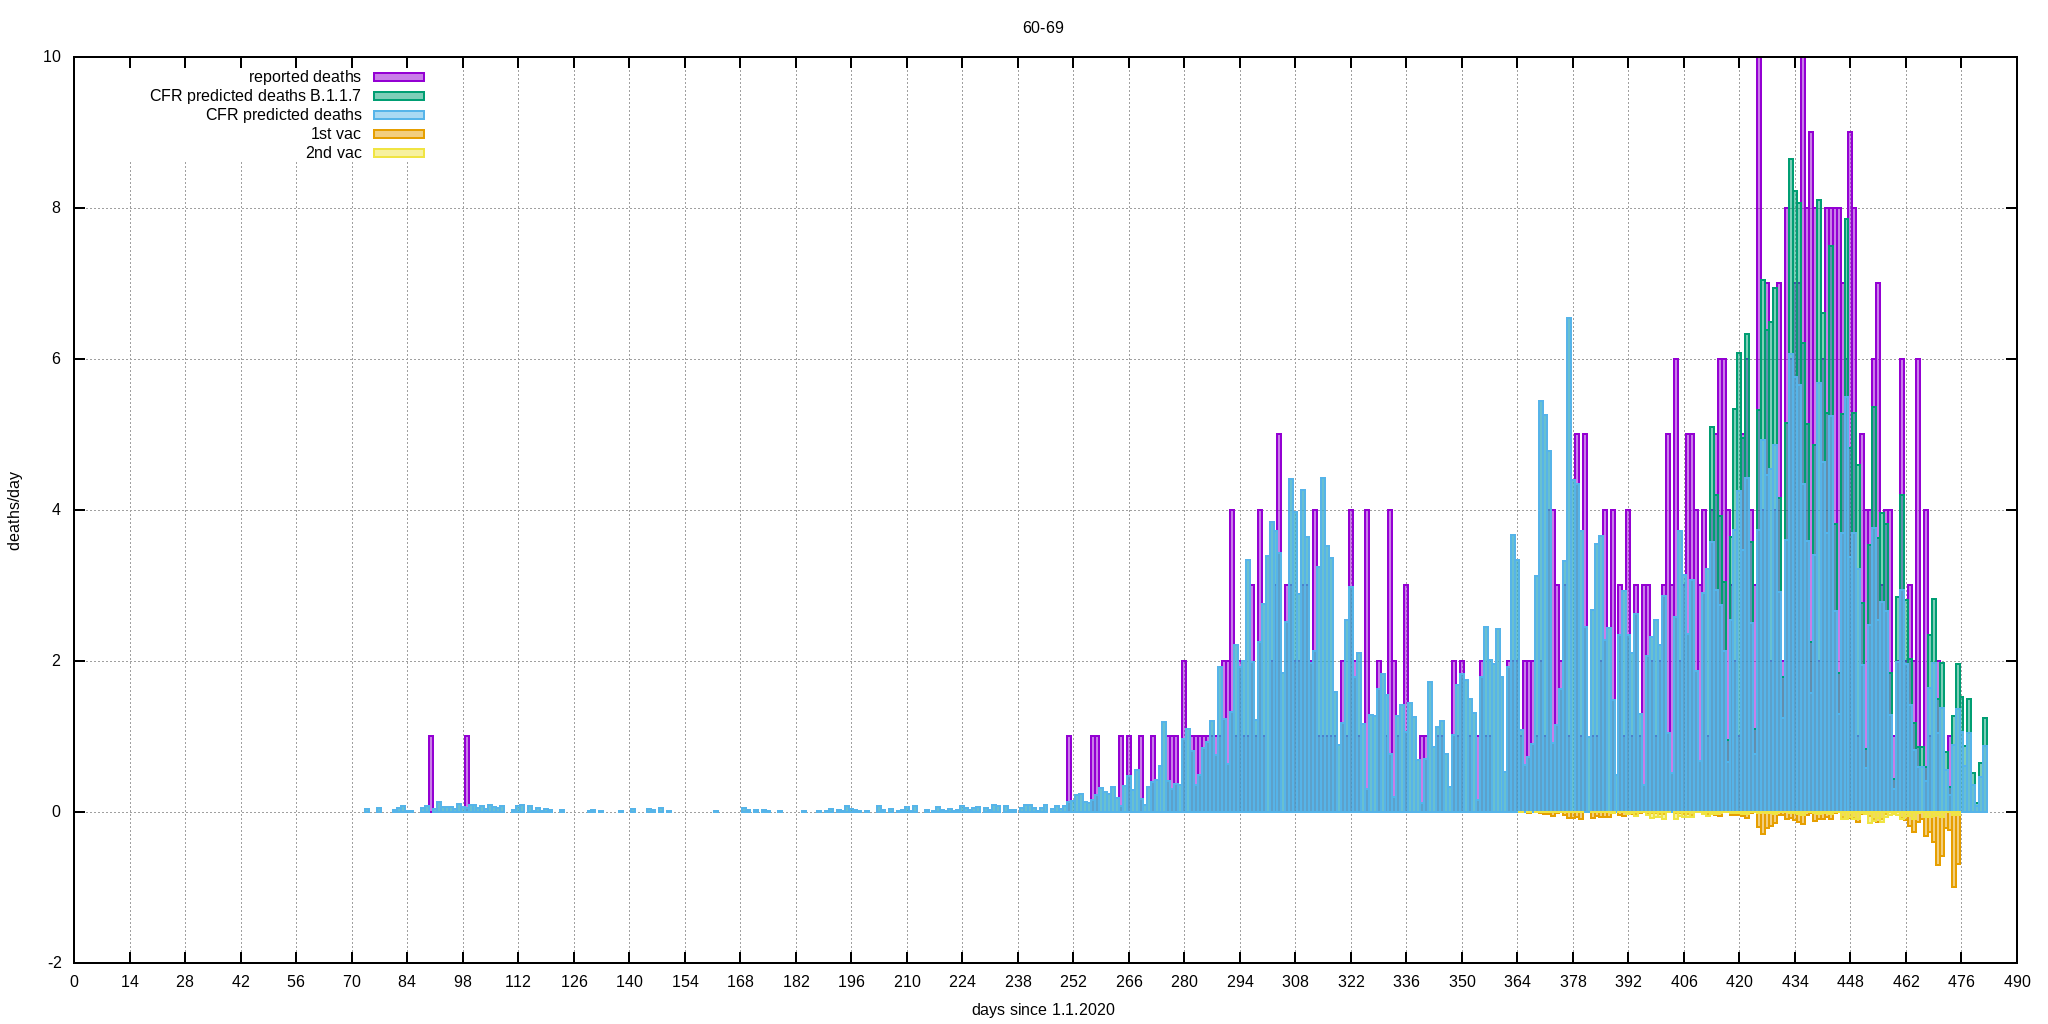 60-69
reported deaths
CFR predicted deaths B.1.1.7
CFR predicted deaths
1st vac
2nd vac
10
8
6
4
2
0
-2
deaths/day
0 14 28 42 56 70 84 98 112 126 140 154 168 182 196 210 224 238 252 266 280 294 308 322 336 350 364 378 392 406 420 434 448 462 476 490
days since 1.1.2020